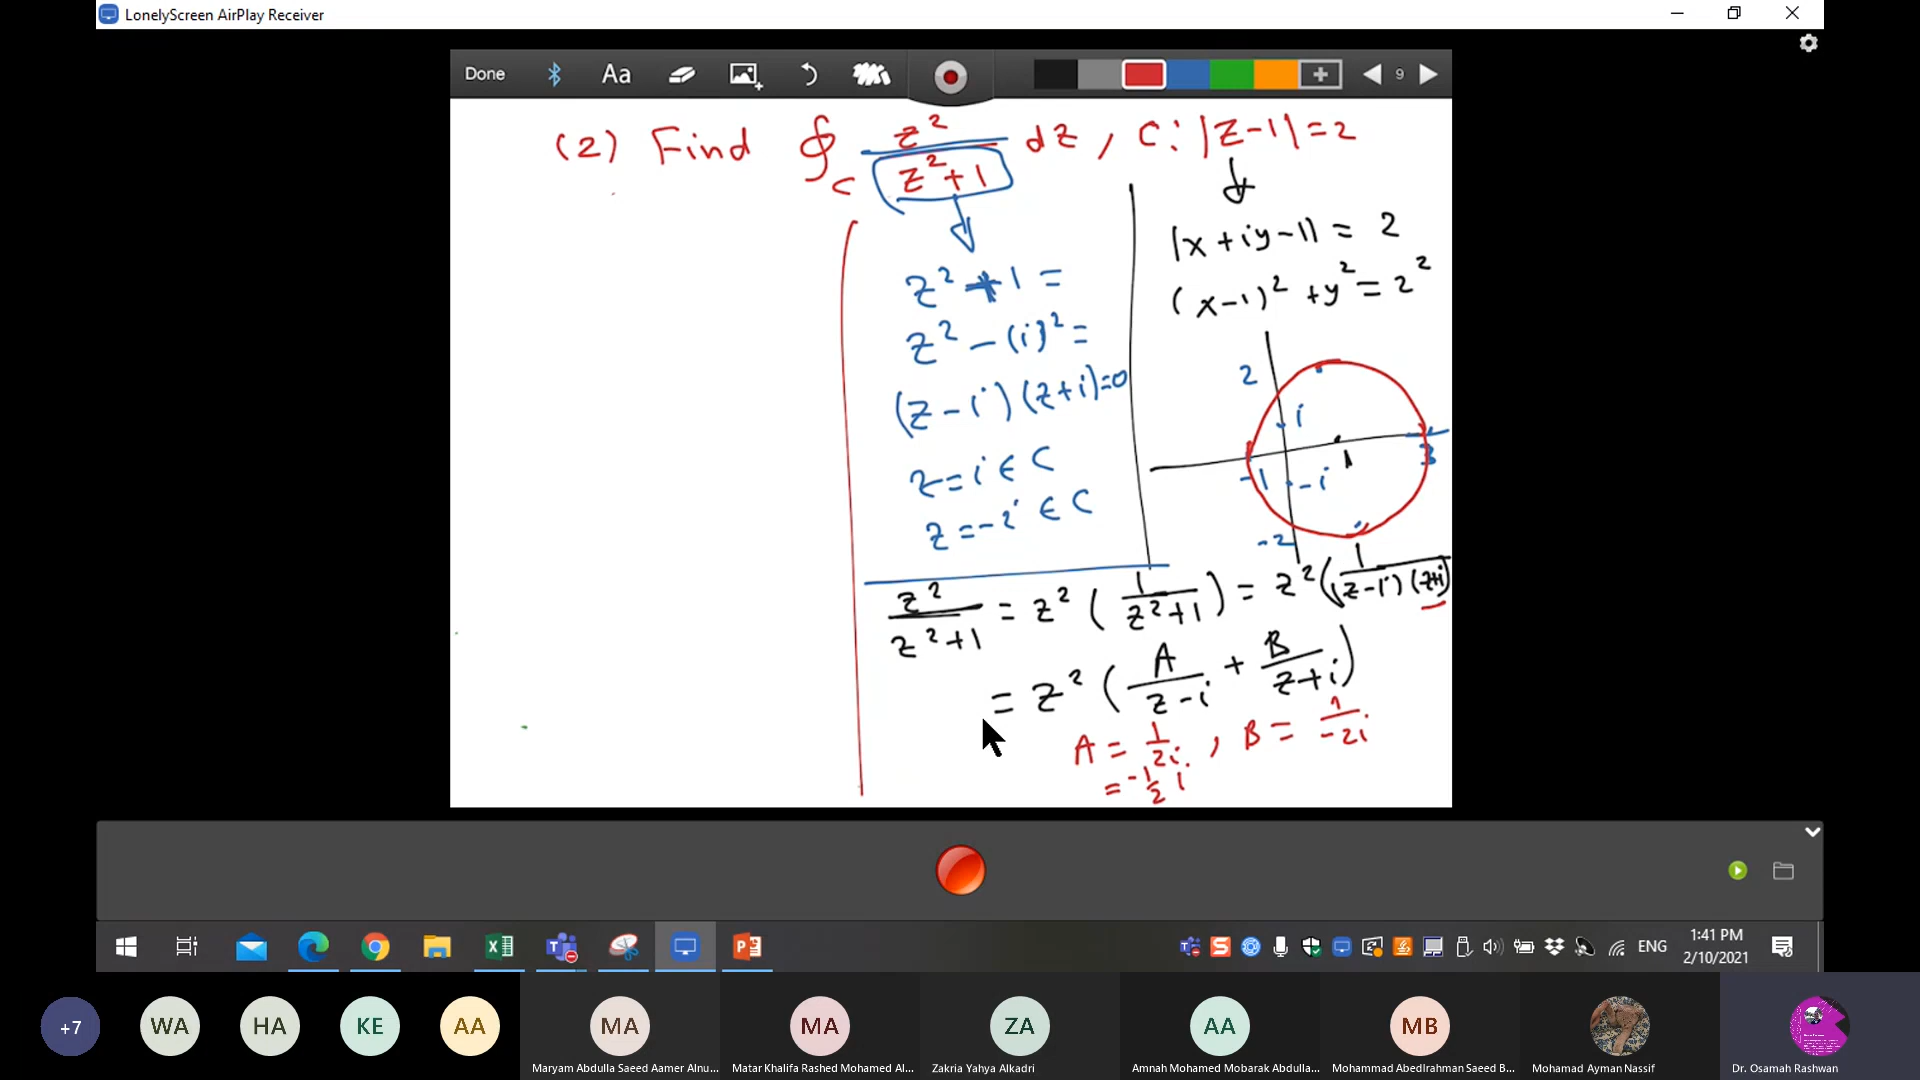 LonelyScreen AirPlay Receiver
Done Aa 9
(2) Find ∮_C z²/(z²+1) dz, C: |z-1|=2
z²+1=
z²-(i)²=
(z-i)(z+i)=0
z=i ∈ C
z=-i ∈ C
|x+iy-1|=2
(x-1)²+y²=2²
2
i
-1
-i
1
3
-2
z²/(z²+1) = z²(1/(z²+1)) = z²(1/((z-i)(z+i)))
= z²(A/(z-i) + B/(z+i))
A = 1/2i, B = 1/-2i
= -1/2 i
ENG
1:41 PM
2/10/2021
+7
WA
HA
KE
AA
MA
Maryam Abdulla Saeed Aamer Alnu...
MA
Matar Khalifa Rashed Mohamed Al...
ZA
Zakria Yahya Alkadri
AA
Amnah Mohamed Mobarak Abdulla...
MB
Mohammad Abedlrahman Saeed B...
Mohamad Ayman Nassif
Dr. Osamah Rashwan